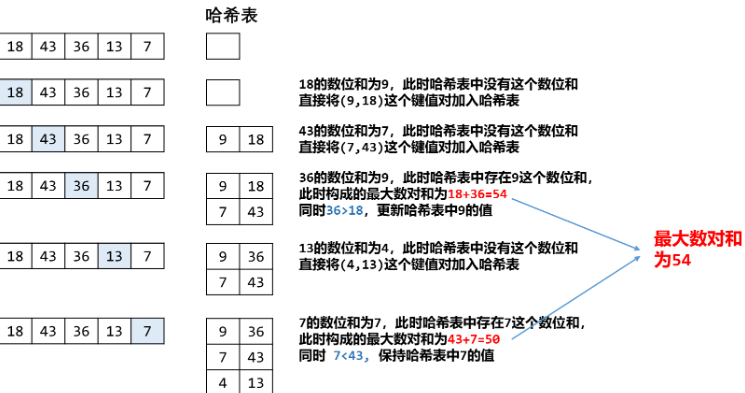 哈希表
18 43 36 13 7
18 43 36 13 7
18的数位和为9，此时哈希表中没有这个数位和
直接将(9,18)这个键值对加入哈希表
18 43 36 13 7
9 18
43的数位和为7，此时哈希表中没有这个数位和
直接将(7,43)这个键值对加入哈希表
18 43 36 13 7
9 18
7 43
36的数位和为9，此时哈希表中存在9这个数位和，
此时构成的最大数对和为18+36=54
同时36>18，更新哈希表中9的值
18 43 36 13 7
9 36
7 43
13的数位和为4，此时哈希表中没有这个数位和
直接将(4,13)这个键值对加入哈希表
18 43 36 13 7
9 36
7 43
4 13
7的数位和为7，此时哈希表中存在7这个数位和，
此时构成的最大数对和为43+7=50
同时 7<43，保持哈希表中7的值
最大数对和
为54